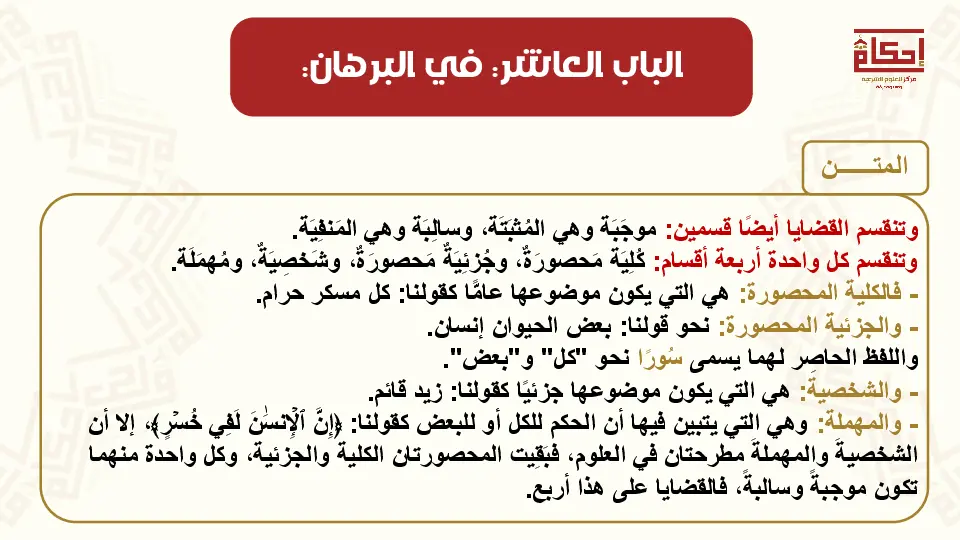 الباب العاشر: في البرهان:
إحكام
مركز للعلوم الشرعية
المتـــــــن
وتنقسم القضايا أيضًا قسمين: موجَبَة وهي المُثبَتَة، وسالِبَة وهي المَنفِيَة.
وتنقسم كل واحدة أربعة أقسام: كُلِيَة مَحصورَةٌ، وجُزئِيَةٌ مَحصورَةٌ، وشَخصِيَةٌ، ومُهمَلَة.
- فالكلية المحصورة: هي التي يكون موضوعها عامًّا كقولنا: كل مسكر حرام.
- والجزئية المحصورة: نحو قولنا: بعض الحيوان إنسان.
واللفظ الحاصِر لهما يسمى سُورًا نحو "كل" و"بعض".
- والشخصية: هي التي يكون موضوعها جزئيًا كقولنا: زيد قائم.
- والمهملة: وهي التي يتبين فيها أن الحكم للكل أو للبعض كقولنا: ﴿إِنَّ ٱلۡإِنسَٰنَ لَفِي خُسۡرٍ﴾، إلا أن
الشخصيةَ والمهملةَ مطرحتان في العلوم، فبَقِيت المحصورتان الكلية والجزئية، وكل واحدة منهما
تكون موجبةً وسالبةً، فالقضايا على هذا أربع.